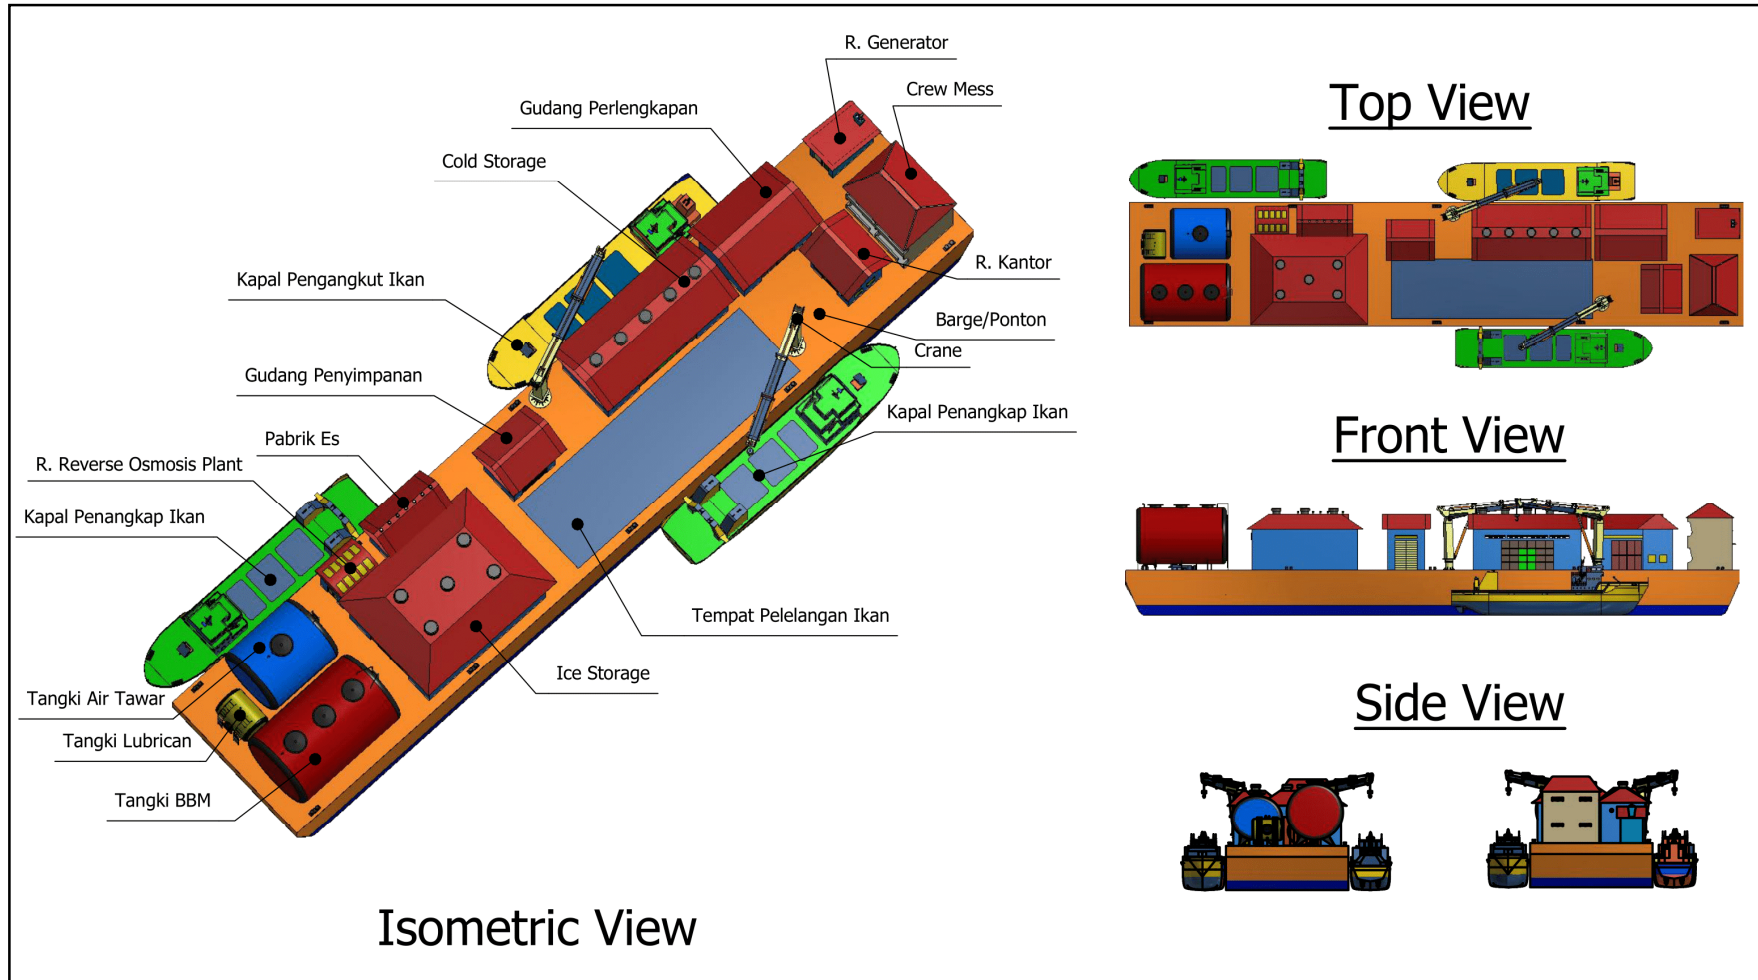 R. Generator
Crew Mess
Gudang Perlengkapan
Cold Storage
Kapal Pengangkut Ikan
R. Kantor
Barge/Ponton
Crane
Gudang Penyimpanan
Kapal Penangkap Ikan
Pabrik Es
R. Reverse Osmosis Plant
Kapal Penangkap Ikan
Tempat Pelelangan Ikan
Ice Storage
Tangki Air Tawar
Tangki Lubrican
Tangki BBM
Isometric View
Top View
Front View
Side View